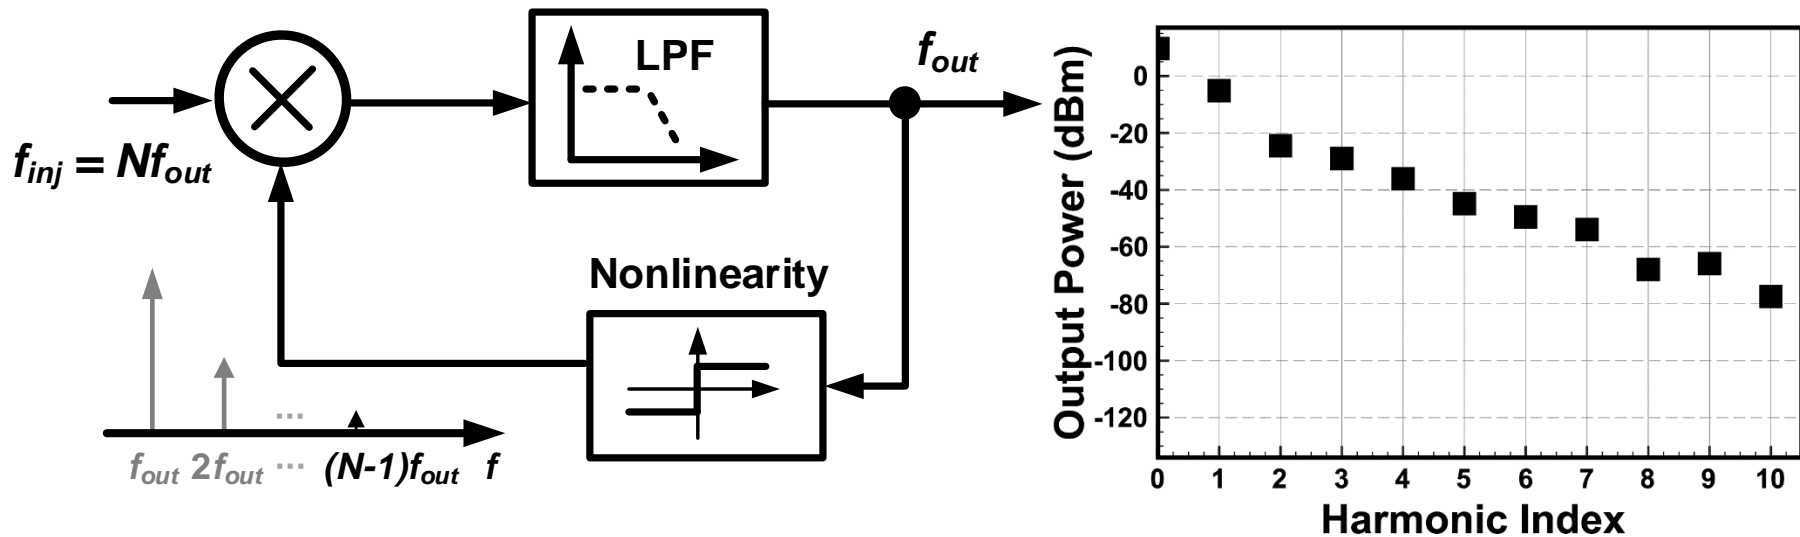 LPF
f_out
f_inj = Nf_out
Nonlinearity
...
f_out 2f_out ... (N-1)f_out f
Output Power (dBm)
0
-20
-40
-60
-80
-100
-120
0 1 2 3 4 5 6 7 8 9 10
Harmonic Index